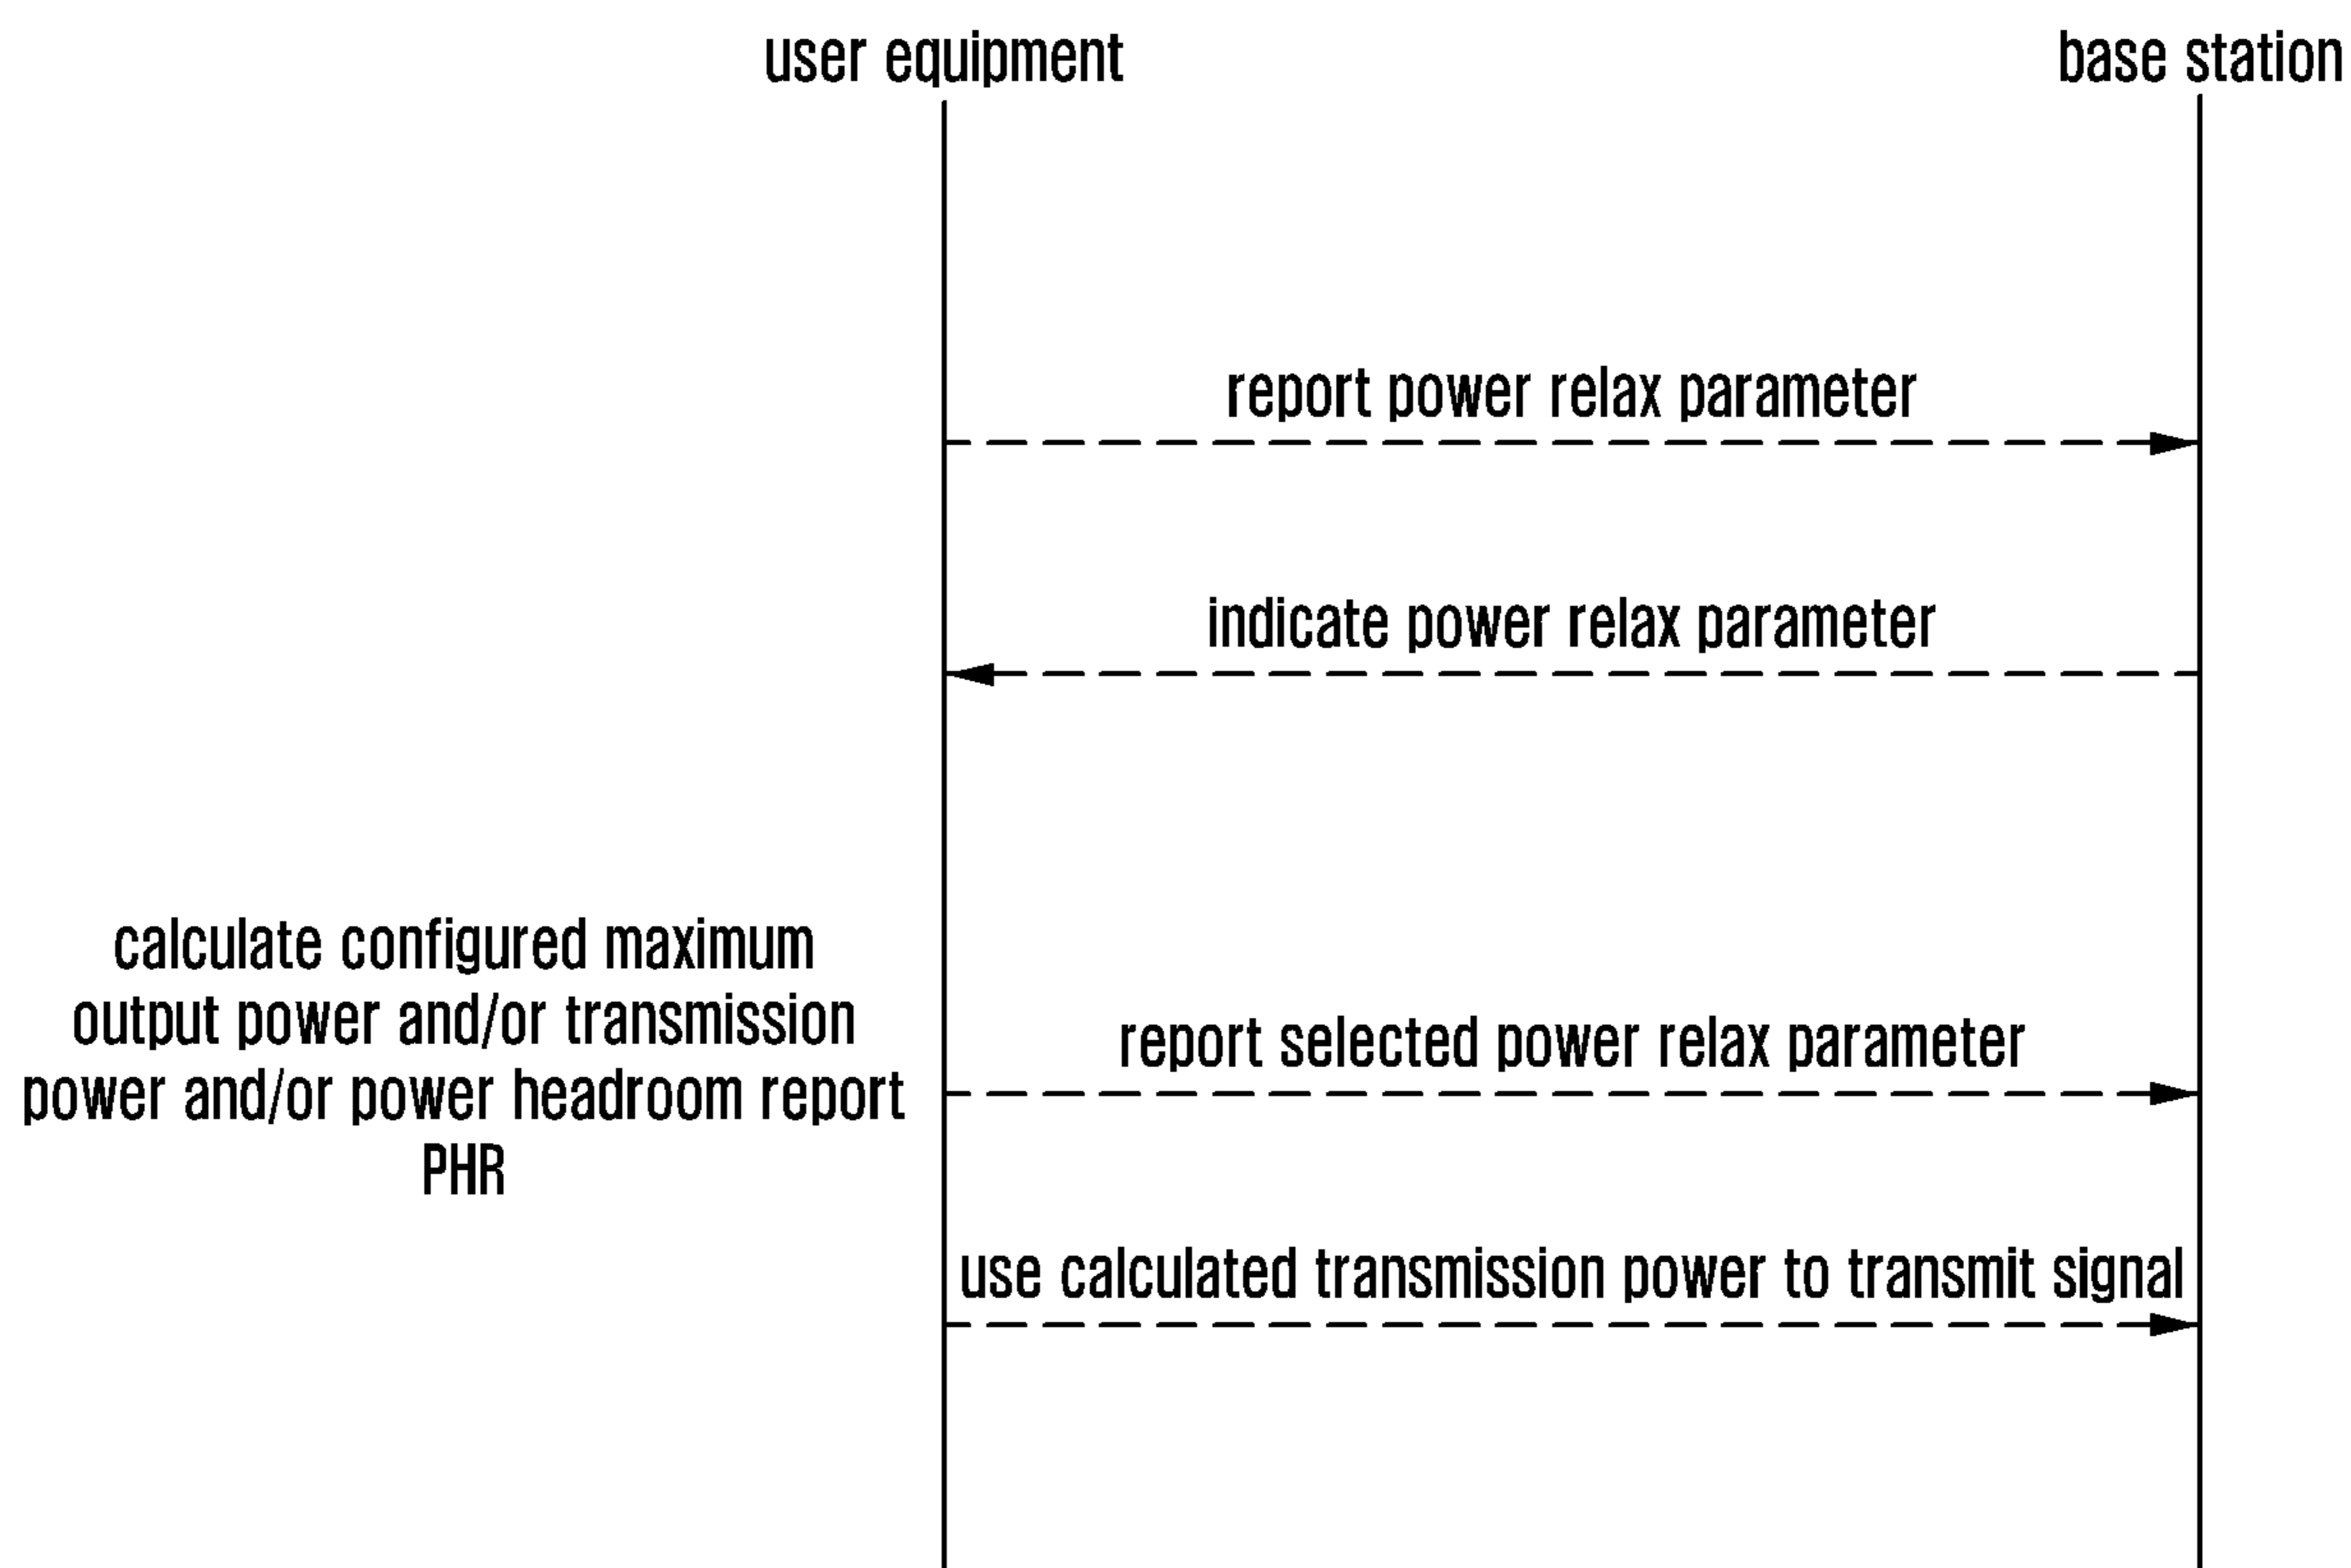 user equipment
base station
report power relax parameter
indicate power relax parameter
calculate configured maximum
output power and/or transmission
power and/or power headroom report
PHR
report selected power relax parameter
use calculated transmission power to transmit signal